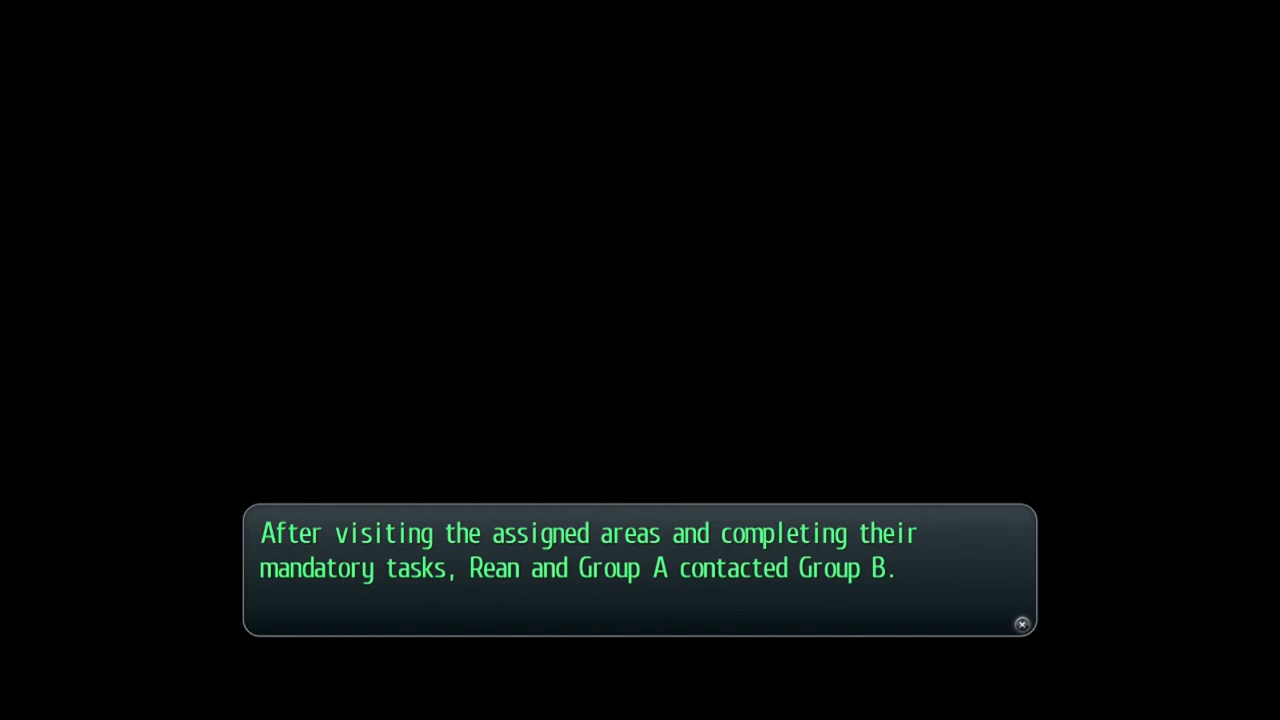 After visiting the assigned areas and completing their
mandatory tasks, Rean and Group A contacted Group B.